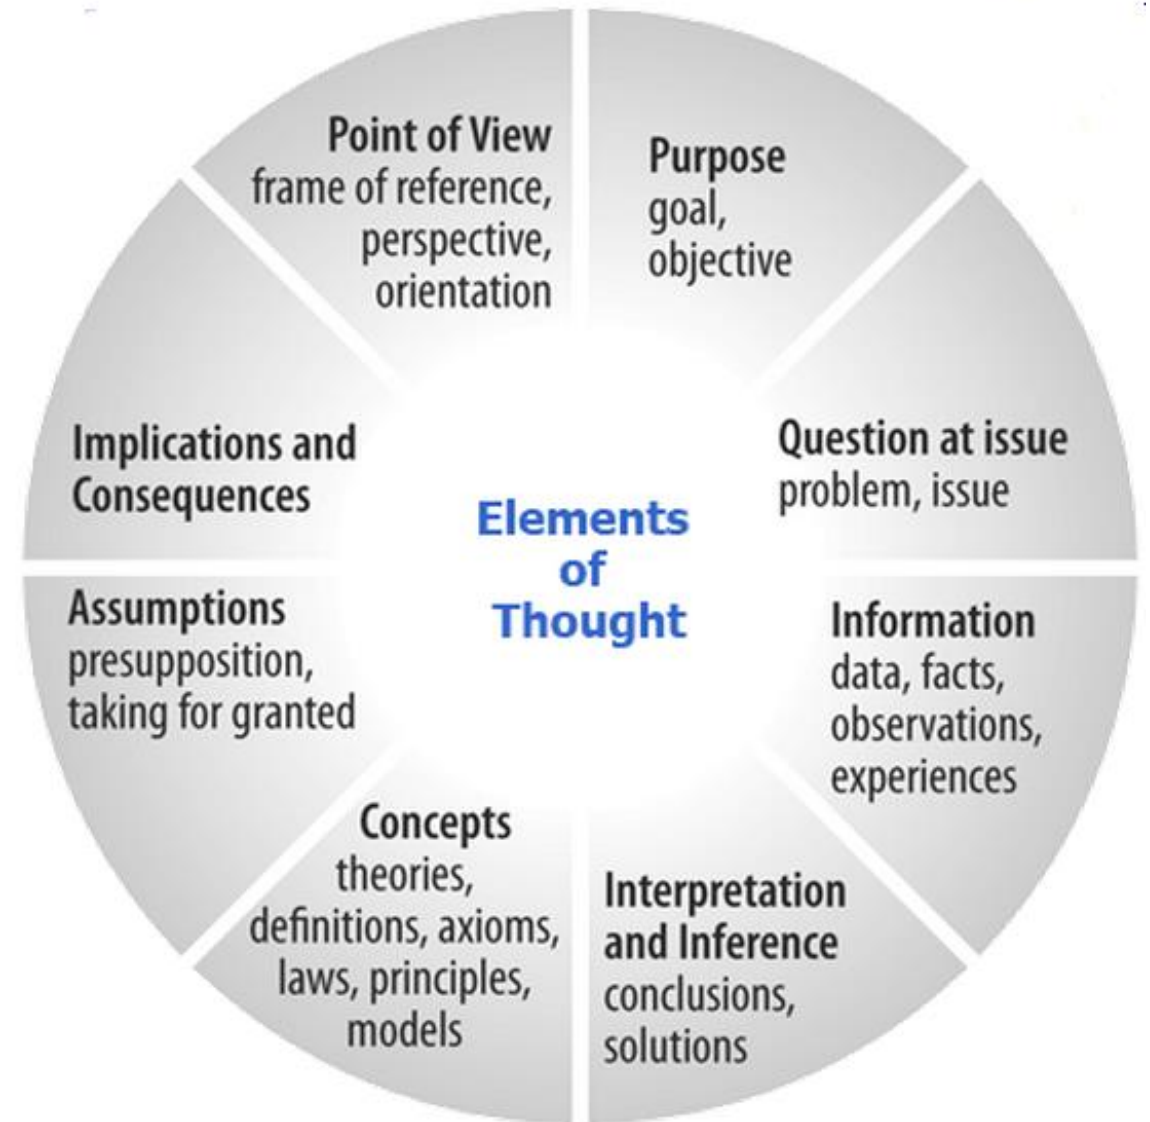 Point of View
frame of reference,
perspective,
orientation
Purpose
goal,
objective
Question at issue
problem, issue
Information
data, facts,
observations,
experiences
Interpretation
and Inference
conclusions,
solutions
Concepts
theories,
definitions, axioms,
laws, principles,
models
Assumptions
presupposition,
taking for granted
Implications and
Consequences
Elements
of
Thought